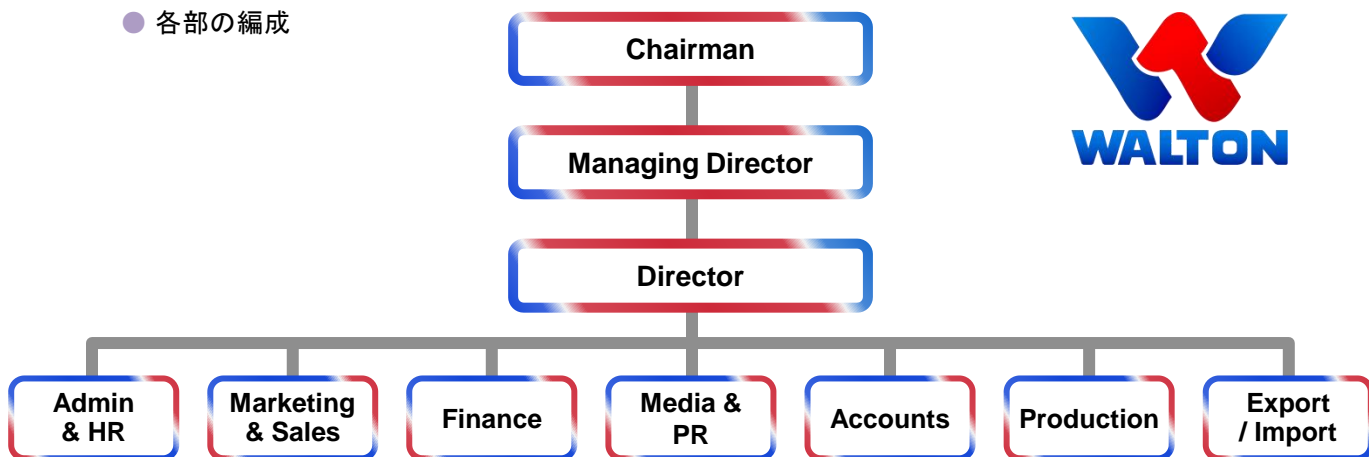 ● 各部の編成
Chairman
WALTON
Managing Director
Director
Admin
& HR
Marketing
& Sales
Finance
Media &
PR
Accounts
Production
Export
/ Import